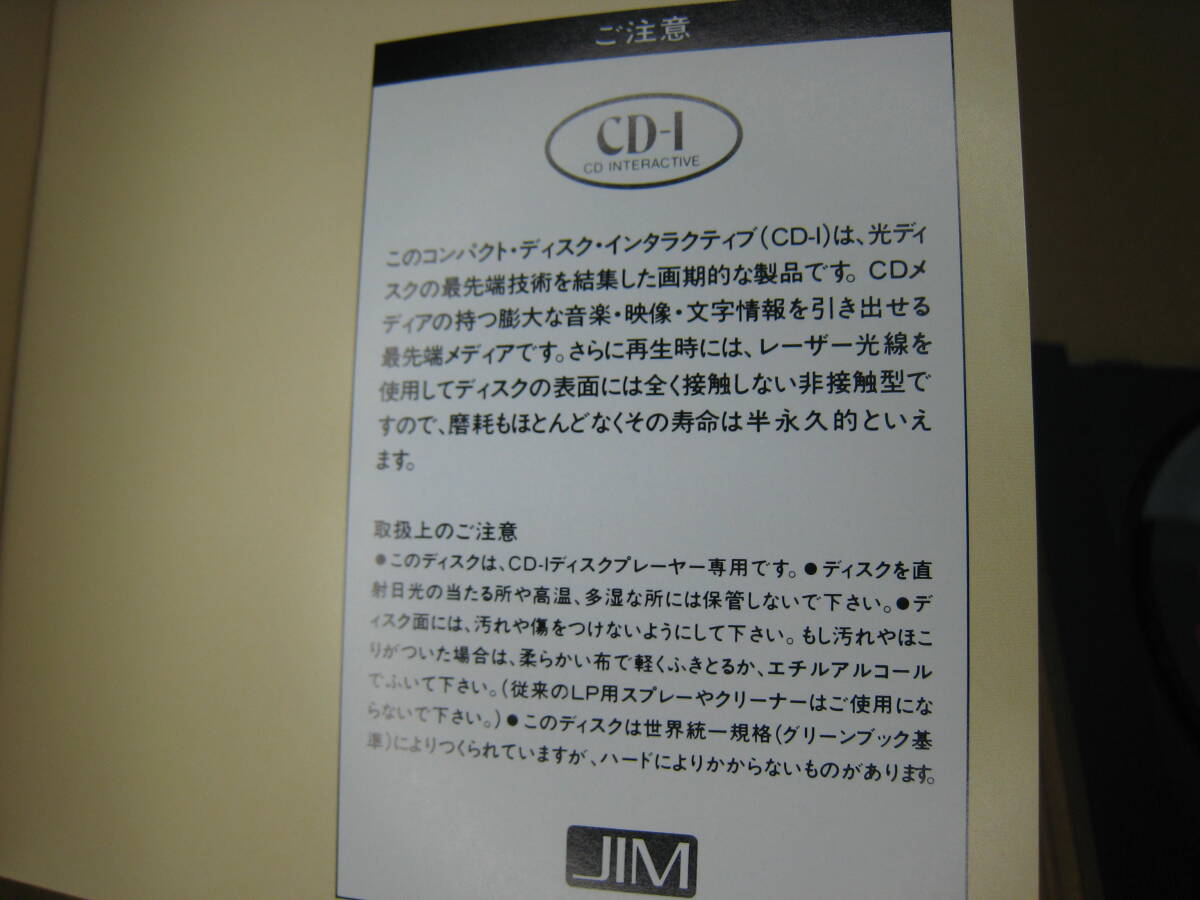 ご注意
CD-I
CD INTERACTIVE
このコンパクト・ディスク・インタラクティブ(CD-I)は、光ディ
スクの最先端技術を結集した画期的な製品です。CDメ
ディアの持つ膨大な音楽・映像・文字情報を引き出せる
最先端メディアです。さらに再生時には、レーザー光線を
使用してディスクの表面には全く接触しない非接触型で
すので、磨耗もほとんどなくその寿命は半永久的といえ
ます。
取扱上のご注意
●このディスクは、CD-Iディスクプレーヤー専用です。●ディスクを直
射日光の当たる所や高温、多湿な所には保管しないで下さい。●デ
ィスク面には、汚れや傷をつけないようにして下さい。もし汚れやほこ
りがついた場合は、柔らかい布で軽くふきとるか、エチルアルコール
でふいて下さい。(従来のLP用スプレーやクリーナーはご使用にな
らないで下さい。)●このディスクは世界統一規格(グリーンブック基
準)によりつくられていますが、ハードによりかからないものがあります。
JIM